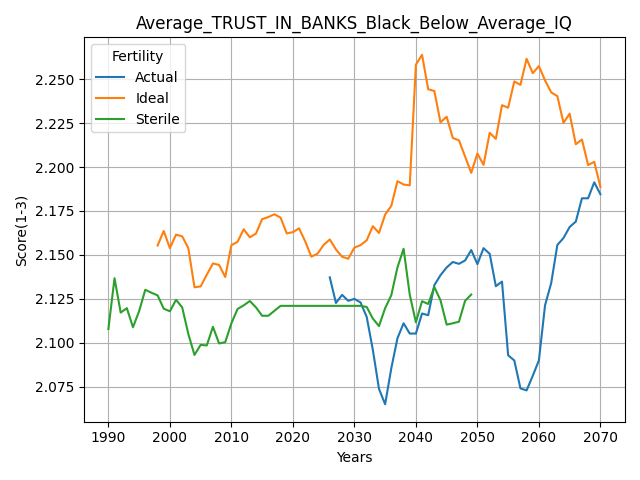 Average_TRUST_IN_BANKS_Black_Below_Average_IQ
Fertility
Actual
Ideal
Sterile
Score(1-3)
2.250
2.225
2.200
2.175
2.150
2.125
2.100
2.075
1990 2000 2010 2020 2030 2040 2050 2060 2070
Years